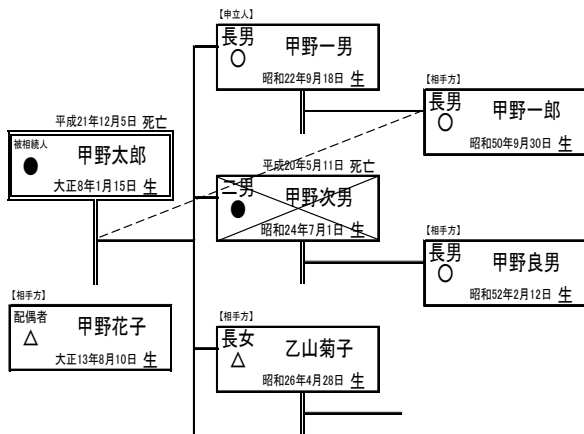 【申立人】
長男
甲野一男
昭和22年9月18日 生
【相手方】
長男
甲野一郎
昭和50年9月30日 生
平成21年12月5日 死亡
被相続人
甲野太郎
大正8年1月15日 生
平成20年5月11日 死亡
二男
甲野次男
昭和24年7月1日 生
【相手方】
長男
甲野良男
昭和52年2月12日 生
【相手方】
配偶者
甲野花子
大正13年8月10日 生
【相手方】
長女
乙山菊子
昭和26年4月28日 生